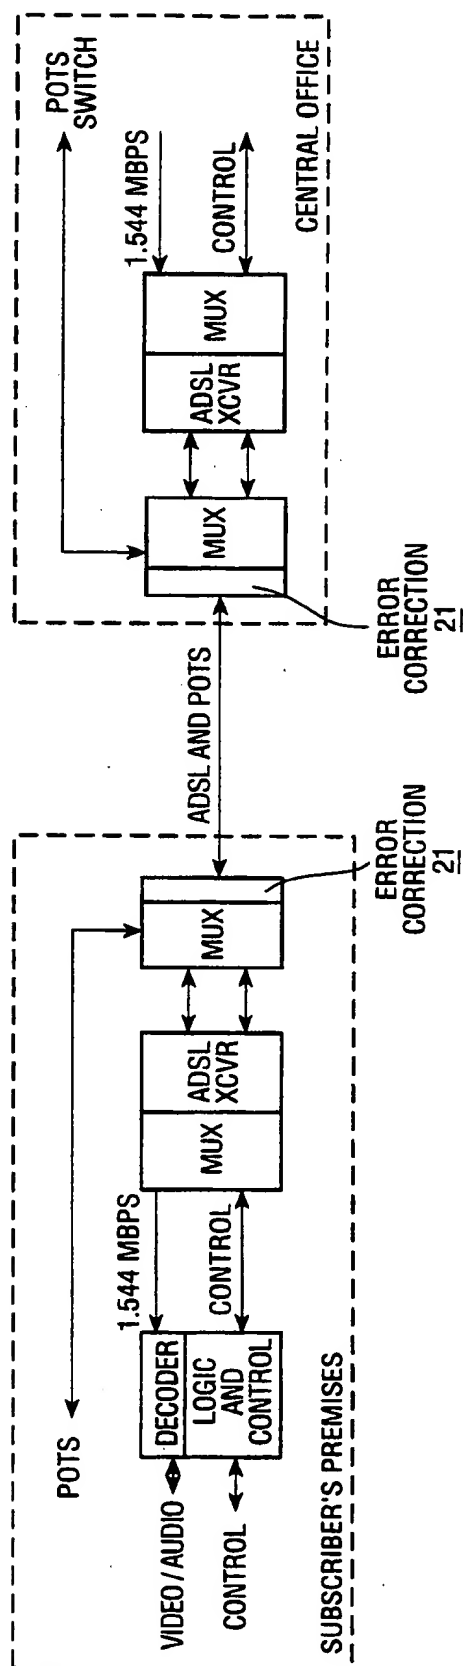 POTS
VIDEO/AUDIO
CONTROL
DECODER
LOGIC
AND
CONTROL
1.544 MBPS
CONTROL
MUX
ADSL
XCVR
MUX
SUBSCRIBER'S PREMISES
ERROR
CORRECTION
21
ADSL AND POTS
ERROR
CORRECTION
21
MUX
ADSL
XCVR
MUX
1.544 MBPS
CONTROL
POTS
SWITCH
CENTRAL OFFICE